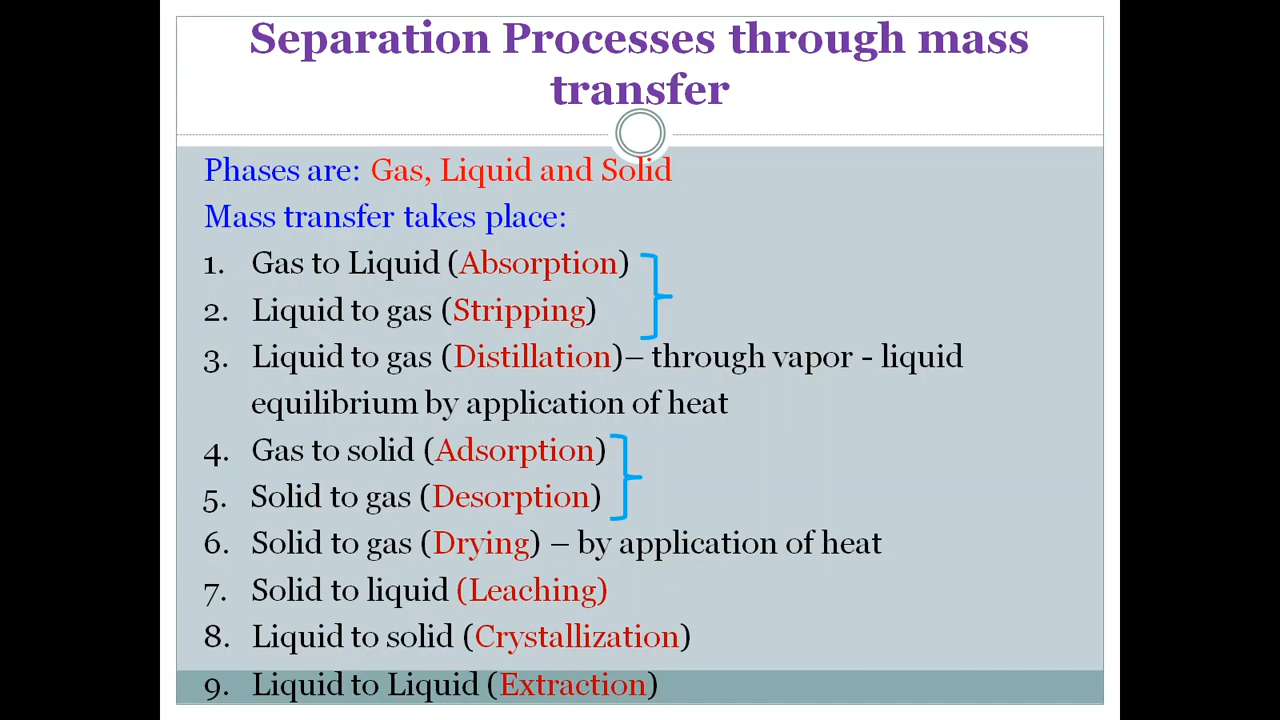 Separation Processes through mass
transfer
Phases are: Gas, Liquid and Solid
Mass transfer takes place:
1. Gas to Liquid (Absorption)
2. Liquid to gas (Stripping)
3. Liquid to gas (Distillation)– through vapor - liquid
equilibrium by application of heat
4. Gas to solid (Adsorption)
5. Solid to gas (Desorption)
6. Solid to gas (Drying) – by application of heat
7. Solid to liquid (Leaching)
8. Liquid to solid (Crystallization)
9. Liquid to Liquid (Extraction)